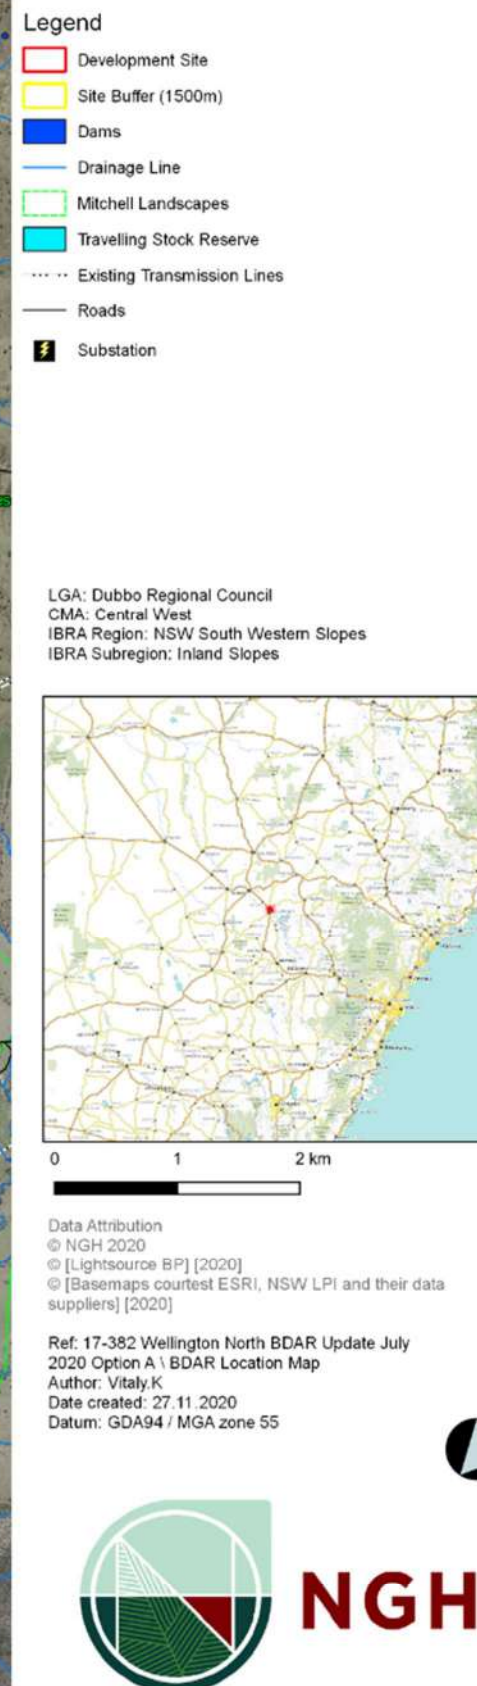 Legend
Development Site
Site Buffer (1500m)
Dams
Drainage Line
Mitchell Landscapes
Travelling Stock Reserve
Existing Transmission Lines
Roads
Substation
LGA: Dubbo Regional Council
CMA: Central West
IBRA Region: NSW South Western Slopes
IBRA Subregion: Inland Slopes
0 1 2 km
Data Attribution
© NGH 2020
© [Lightsource BP] [2020]
© [Basemaps courtest ESRI, NSW LPI and their data
suppliers] [2020]
Ref: 17-382 Wellington North BDAR Update July
2020 Option A \ BDAR Location Map
Author: Vitaly.K
Date created: 27.11.2020
Datum: GDA94 / MGA zone 55
NGH